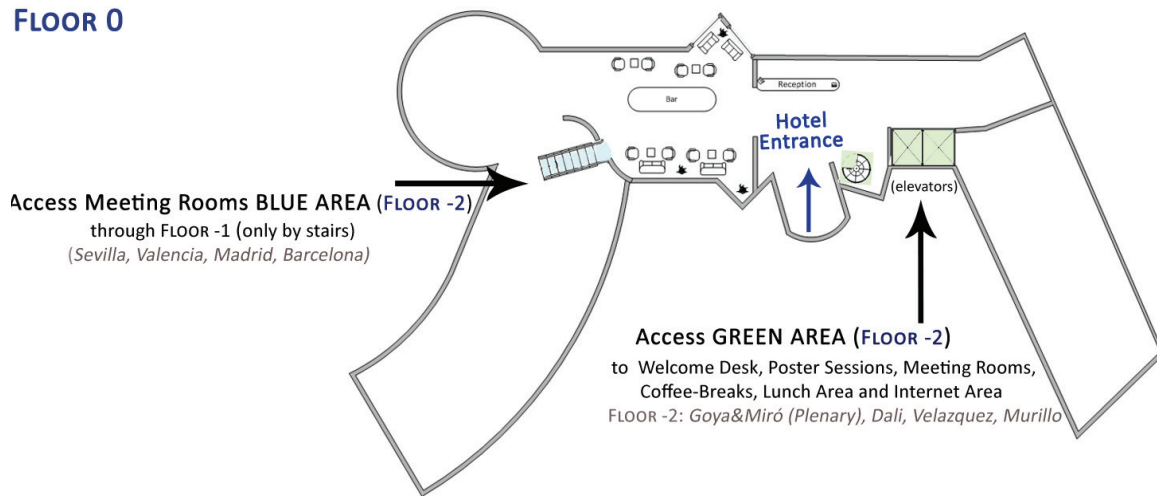 FLOOR 0
Reception
Bar
Hotel
Entrance
(elevators)
Access Meeting Rooms BLUE AREA (FLOOR -2)
through FLOOR -1 (only by stairs)
(Sevilla, Valencia, Madrid, Barcelona)
Access GREEN AREA (FLOOR -2)
to Welcome Desk, Poster Sessions, Meeting Rooms,
Coffee-Breaks, Lunch Area and Internet Area
FLOOR -2: Goya&Miró (Plenary), Dali, Velazquez, Murillo